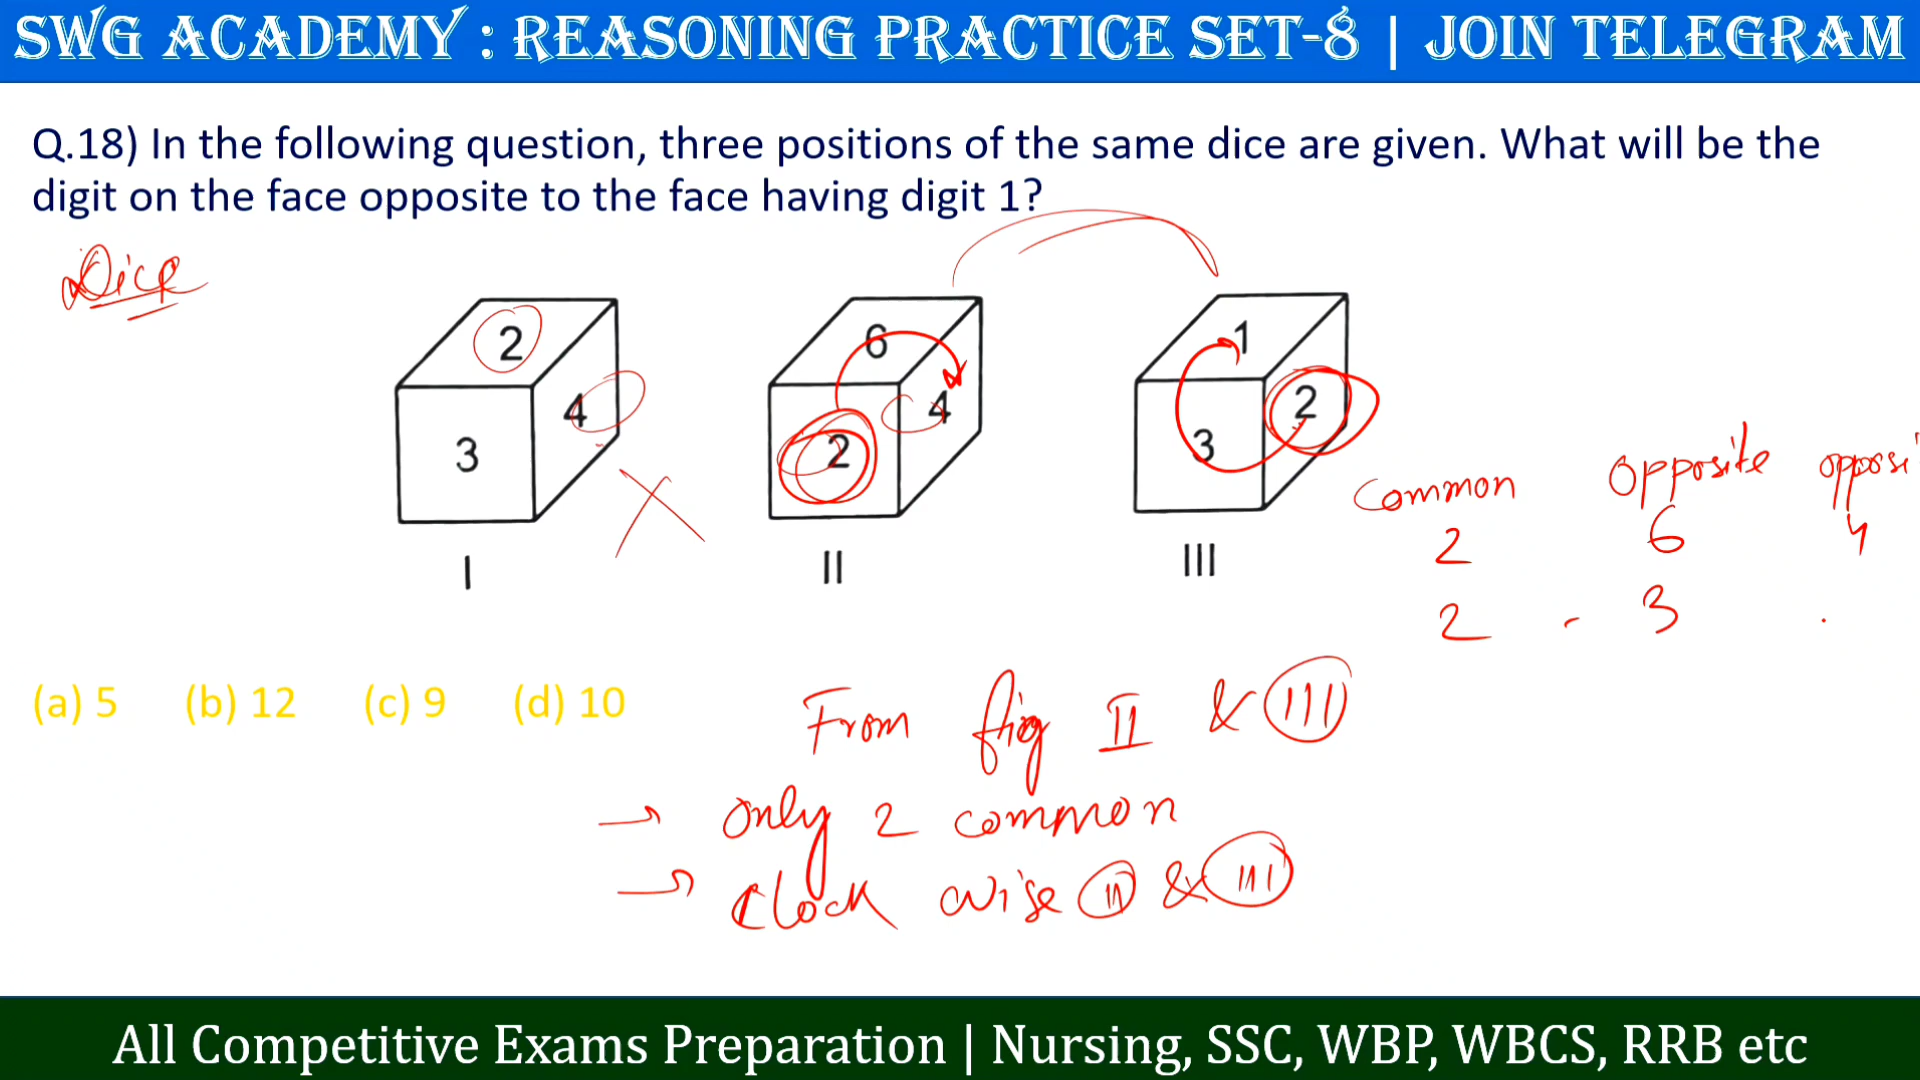 SWG ACADEMY : REASONING PRACTICE SET-8 | JOIN TELEGRAM
Q.18) In the following question, three positions of the same dice are given. What will be the
digit on the face opposite to the face having digit 1?
Dice
2 3 4
6 2 4
1 3 2
I II III
Common Opposite opposi
2 6 4
2 - 3 .
(a) 5 (b) 12 (c) 9 (d) 10
From fig II & III
→ only 2 common
→ clock wise II & III
All Competitive Exams Preparation | Nursing, SSC, WBP, WBCS, RRB etc